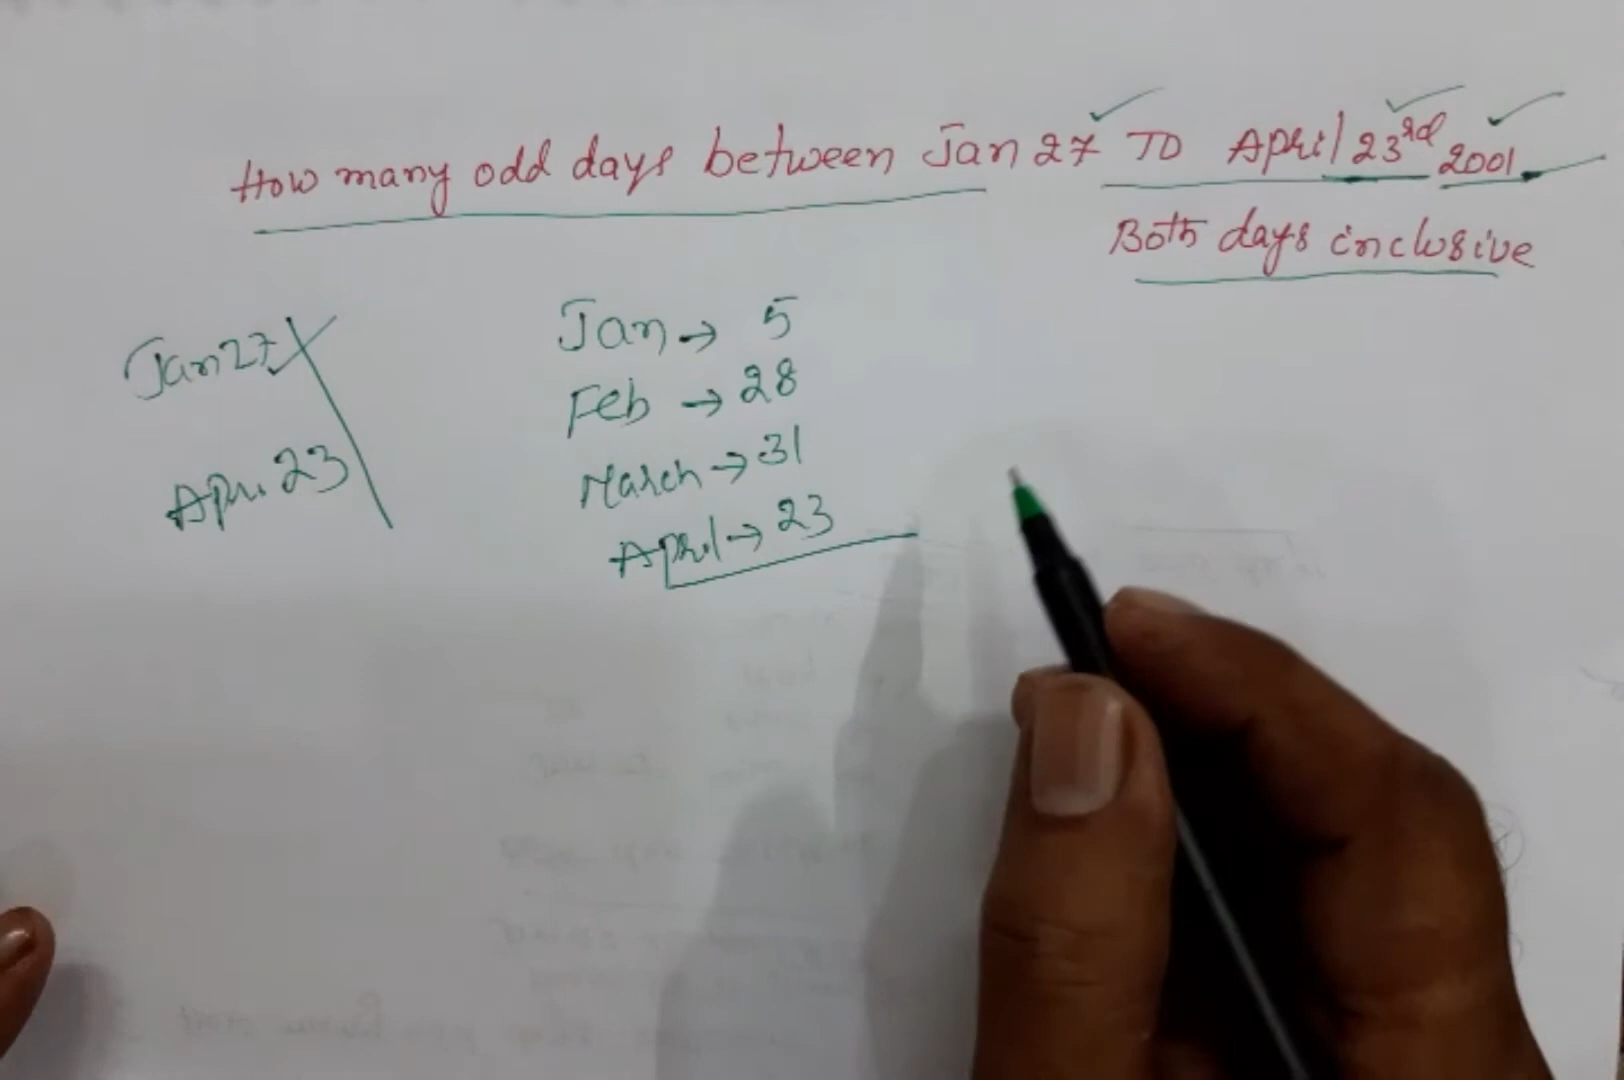 How many odd days between Jan 27 TO April 23rd 2001.
Both days inclusive
Jan 27
Apr. 23
Jan → 5
Feb → 28
March → 31
April → 23